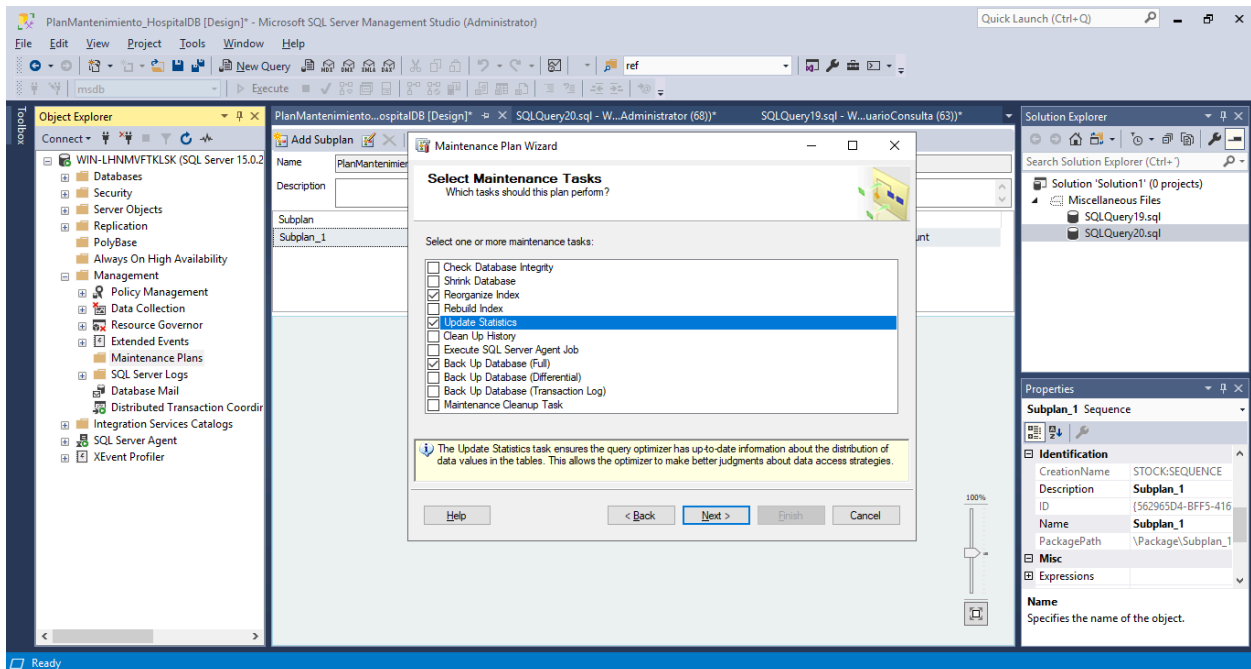 PlanMantenimiento_HospitalDB [Design]* - Microsoft SQL Server Management Studio (Administrator)
Quick Launch (Ctrl+Q)
File Edit View Project Tools Window Help
New Query MDX DMX XMLA DAX ref
msdb Execute
Toolbox
Object Explorer
Connect
WIN-LHNMVFTKLSK (SQL Server 15.0.2
Databases
Security
Server Objects
Replication
PolyBase
Always On High Availability
Management
Policy Management
Data Collection
Resource Governor
Extended Events
Maintenance Plans
SQL Server Logs
Database Mail
Distributed Transaction Coordir
Integration Services Catalogs
SQL Server Agent
XEvent Profiler
PlanMantenimiento...ospitalDB [Design]* SQLQuery20.sql - W...Administrator (68))* SQLQuery19.sql - W...uarioConsulta (63))*
Add Subplan
Name PlanMantenimier
Description
Subplan
Subplan_1 unt
Maintenance Plan Wizard
Select Maintenance Tasks
Which tasks should this plan perform?
Select one or more maintenance tasks:
Check Database Integrity
Shrink Database
Reorganize Index
Rebuild Index
Update Statistics
Clean Up History
Execute SQL Server Agent Job
Back Up Database (Full)
Back Up Database (Differential)
Back Up Database (Transaction Log)
Maintenance Cleanup Task
The Update Statistics task ensures the query optimizer has up-to-date information about the distribution of
data values in the tables. This allows the optimizer to make better judgments about data access strategies.
Help < Back Next > Finish Cancel
100%
Solution Explorer
Search Solution Explorer (Ctrl+´)
Solution 'Solution1' (0 projects)
Miscellaneous Files
SQLQuery19.sql
SQLQuery20.sql
Properties
Subplan_1 Sequence
Identification
CreationName STOCK:SEQUENCE
Description Subplan_1
ID {562965D4-BFF5-416
Name Subplan_1
PackagePath \Package\Subplan_1
Misc
Expressions
Name
Specifies the name of the object.
Ready